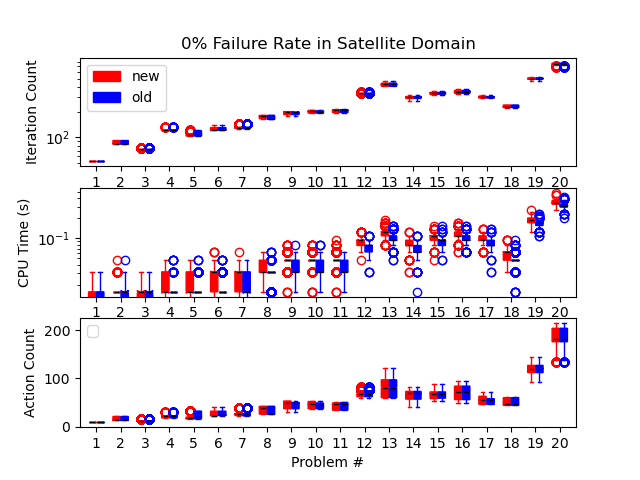 0% Failure Rate in Satellite Domain
Iteration Count
10²
new
old
1 2 3 4 5 6 7 8 9 10 11 12 13 14 15 16 17 18 19 20
CPU Time (s)
10⁻¹
1 2 3 4 5 6 7 8 9 10 11 12 13 14 15 16 17 18 19 20
Action Count
200
100
0
1 2 3 4 5 6 7 8 9 10 11 12 13 14 15 16 17 18 19 20
Problem #